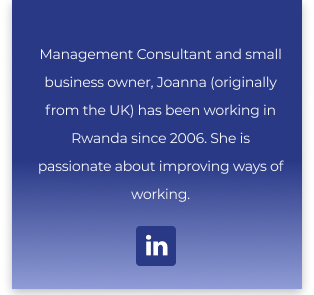 Management Consultant and small
business owner, Joanna (originally
from the UK) has been working in
Rwanda since 2006. She is
passionate about improving ways of
working.
in